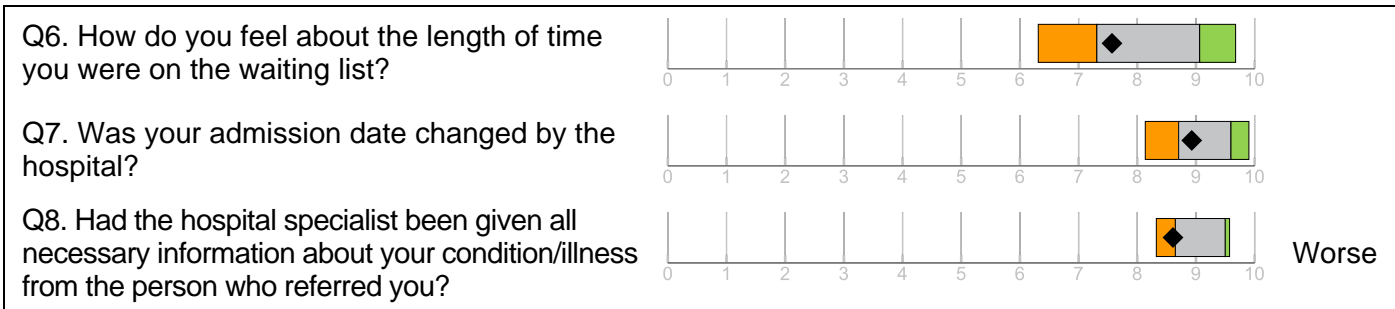 Q6. How do you feel about the length of time
you were on the waiting list?
0 1 2 3 4 5 6 7 8 9 10
Q7. Was your admission date changed by the
hospital?
0 1 2 3 4 5 6 7 8 9 10
Q8. Had the hospital specialist been given all
necessary information about your condition/illness
from the person who referred you?
0 1 2 3 4 5 6 7 8 9 10
Worse